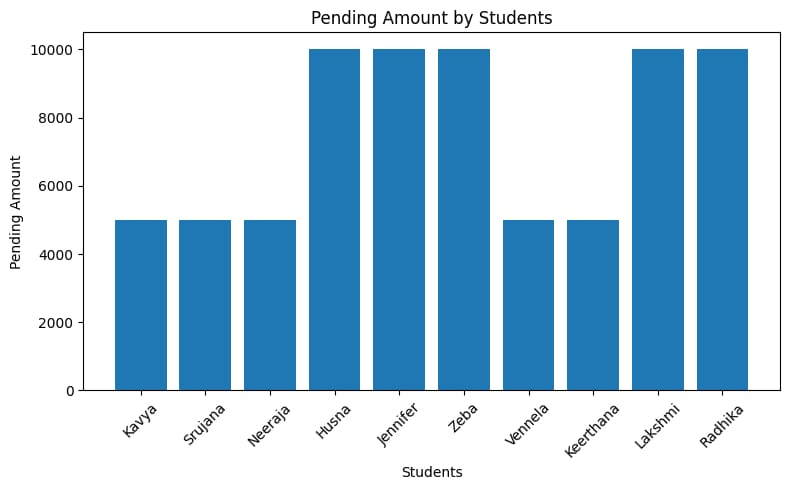 Pending Amount by Students
Pending Amount
10000
8000
6000
4000
2000
0
Kavya
Srujana
Neeraja
Husna
Jennifer
Zeba
Vennela
Keerthana
Lakshmi
Radhika
Students